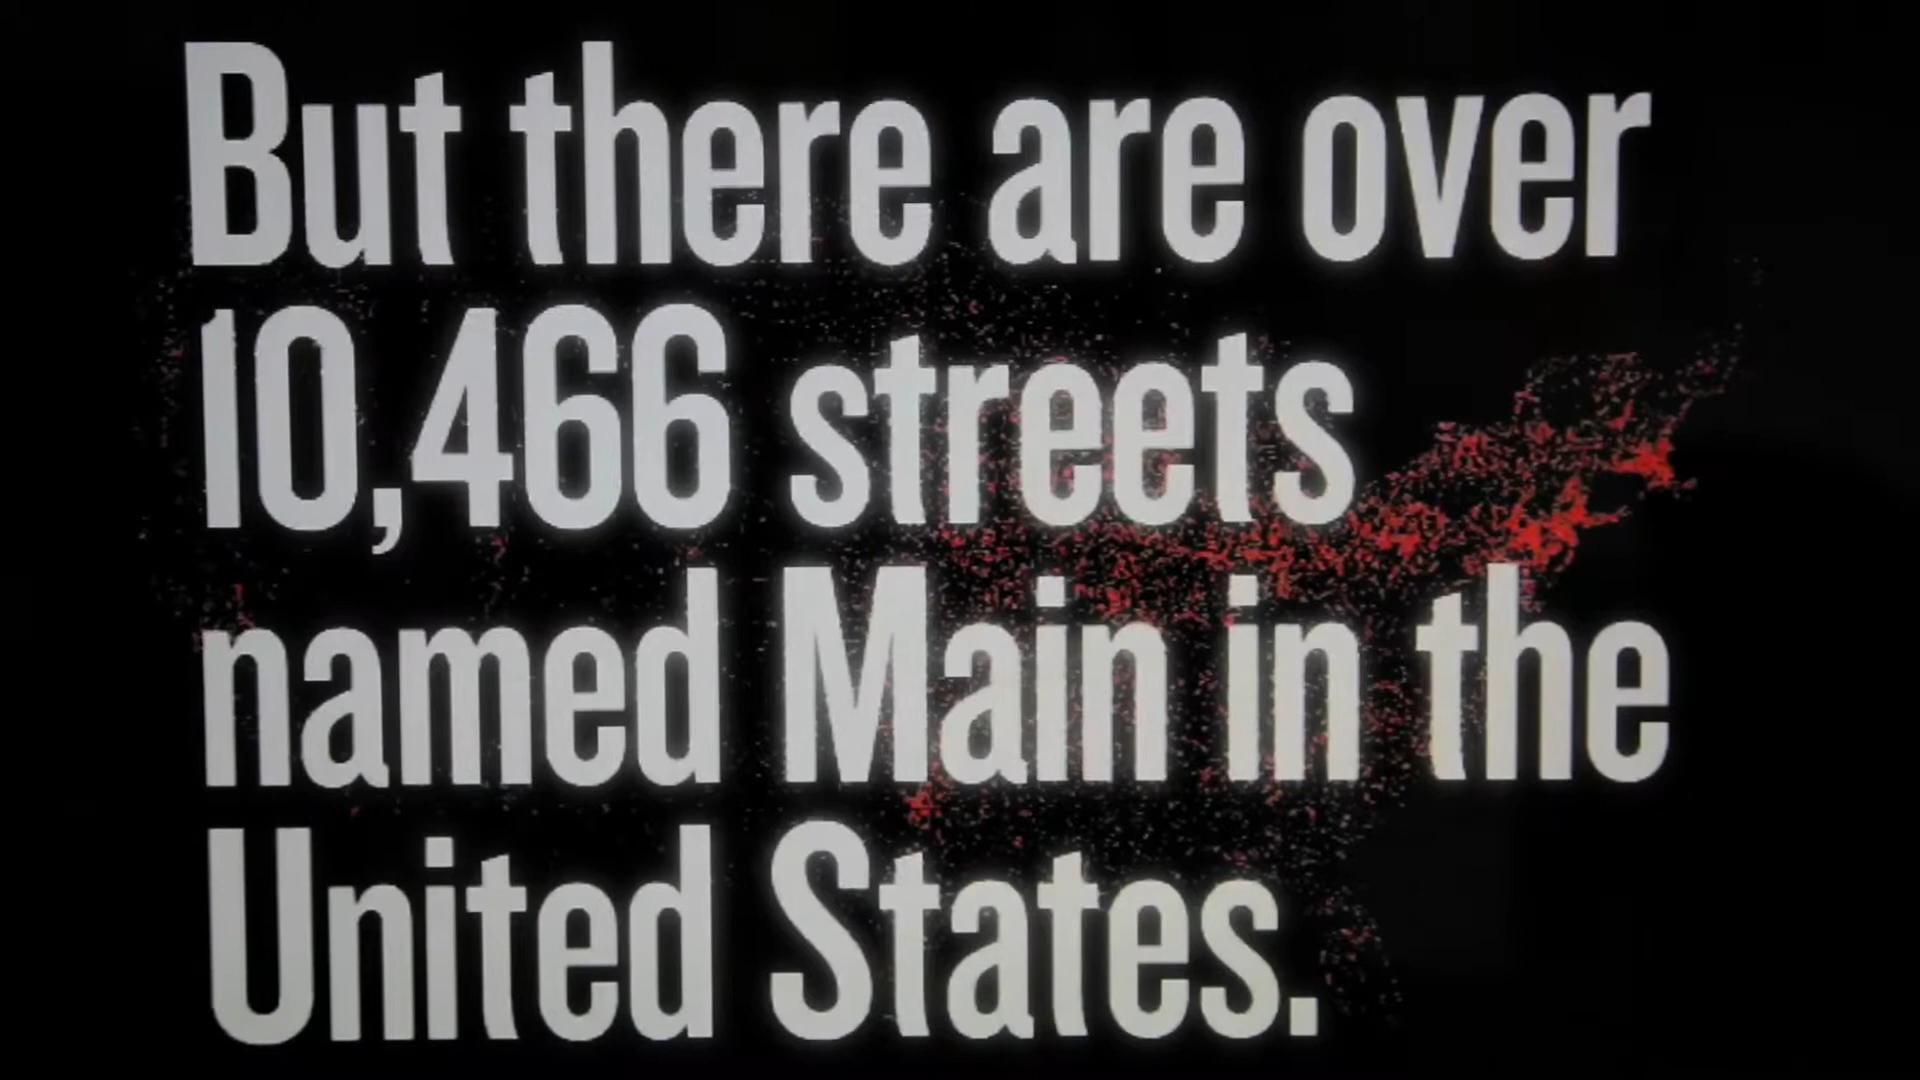 But there are over
10,466 streets
named Main in the
United States.